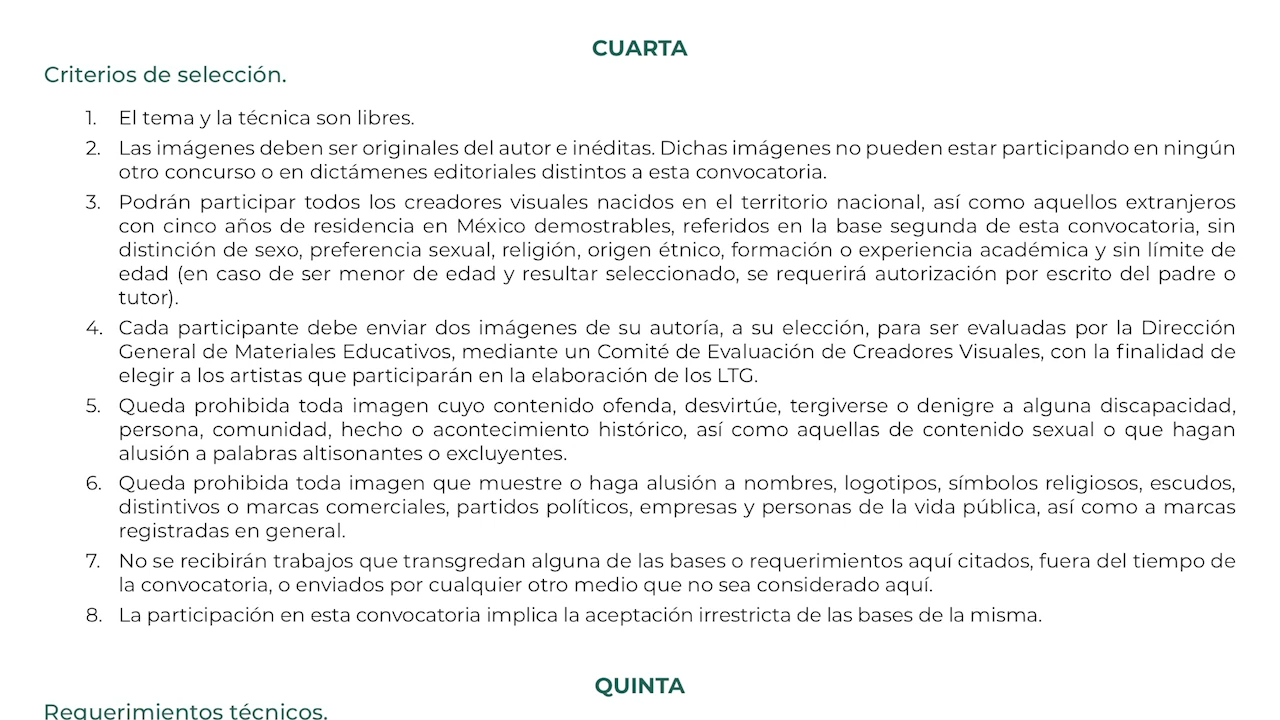 CUARTA
Criterios de selección.
1. El tema y la técnica son libres.
2. Las imágenes deben ser originales del autor e inéditas. Dichas imágenes no pueden estar participando en ningún
otro concurso o en dictámenes editoriales distintos a esta convocatoria.
3. Podrán participar todos los creadores visuales nacidos en el territorio nacional, así como aquellos extranjeros
con cinco años de residencia en México demostrables, referidos en la base segunda de esta convocatoria, sin
distinción de sexo, preferencia sexual, religión, origen étnico, formación o experiencia académica y sin límite de
edad (en caso de ser menor de edad y resultar seleccionado, se requerirá autorización por escrito del padre o
tutor).
4. Cada participante debe enviar dos imágenes de su autoría, a su elección, para ser evaluadas por la Dirección
General de Materiales Educativos, mediante un Comité de Evaluación de Creadores Visuales, con la finalidad de
elegir a los artistas que participarán en la elaboración de los LTG.
5. Queda prohibida toda imagen cuyo contenido ofenda, desvirtúe, tergiverse o denigre a alguna discapacidad,
persona, comunidad, hecho o acontecimiento histórico, así como aquellas de contenido sexual o que hagan
alusión a palabras altisonantes o excluyentes.
6. Queda prohibida toda imagen que muestre o haga alusión a nombres, logotipos, símbolos religiosos, escudos,
distintivos o marcas comerciales, partidos políticos, empresas y personas de la vida pública, así como a marcas
registradas en general.
7. No se recibirán trabajos que transgredan alguna de las bases o requerimientos aquí citados, fuera del tiempo de
la convocatoria, o enviados por cualquier otro medio que no sea considerado aquí.
8. La participación en esta convocatoria implica la aceptación irrestricta de las bases de la misma.
QUINTA
Requerimientos técnicos.